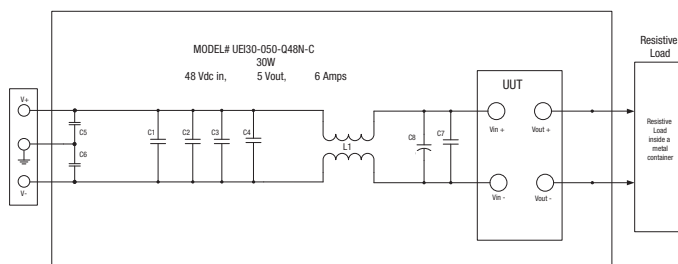 MODEL# UEI30-050-Q48N-C
30W
48 Vdc in, 5 Vout, 6 Amps
Resistive
Load
UUT
V+
C5
C6
V-
C1
C2
C3
C4
L1
C8
C7
Vin +
Vout +
Vin -
Vout -
Resistive
Load
inside a
metal
container